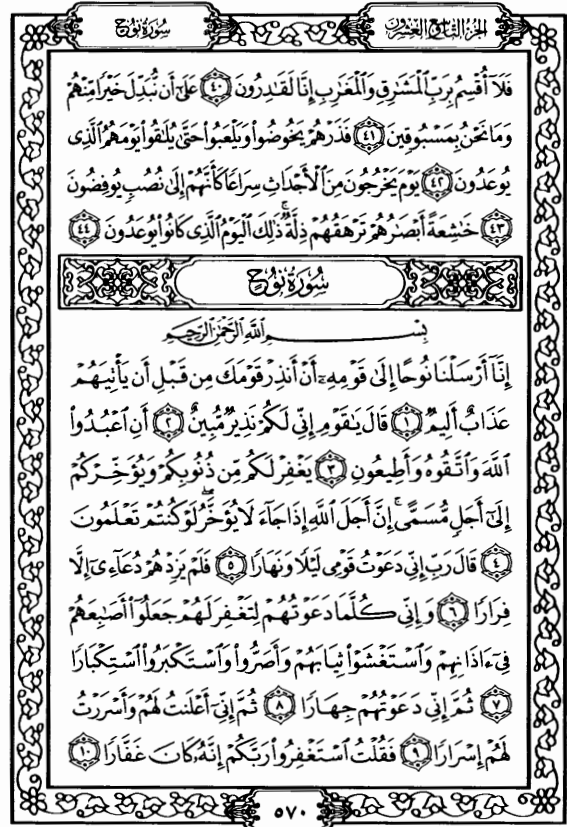 الجزء التاسع والعشرون
سُورَةُ نُوحٍ
فَلَآ أُقْسِمُ بِرَبِّ ٱلْمَشَٰرِقِ وَٱلْمَغَٰرِبِ إِنَّا لَقَٰدِرُونَ ٤٠ عَلَىٰٓ أَن نُّبَدِّلَ خَيْرًا مِّنْهُمْ
وَمَا نَحْنُ بِمَسْبُوقِينَ ٤١ فَذَرْهُمْ يَخُوضُوا۟ وَيَلْعَبُوا۟ حَتَّىٰ يُلَٰقُوا۟ يَوْمَهُمُ ٱلَّذِى
يُوعَدُونَ ٤٢ يَوْمَ يَخْرُجُونَ مِنَ ٱلْأَجْدَاثِ سِرَاعًا كَأَنَّهُمْ إِلَىٰ نُصُبٍ يُوفِضُونَ
٤٣ خَٰشِعَةً أَبْصَٰرُهُمْ تَرْهَقُهُمْ ذِلَّةٌ ۚ ذَٰلِكَ ٱلْيَوْمُ ٱلَّذِى كَانُوا۟ يُوعَدُونَ ٤٤
سُورَةُ نُوحٍ
بِسْمِ ٱللَّهِ ٱلرَّحْمَٰنِ ٱلرَّحِيمِ
إِنَّآ أَرْسَلْنَا نُوحًا إِلَىٰ قَوْمِهِۦٓ أَنْ أَنذِرْ قَوْمَكَ مِن قَبْلِ أَن يَأْتِيَهُمْ
عَذَابٌ أَلِيمٌ ١ قَالَ يَٰقَوْمِ إِنِّى لَكُمْ نَذِيرٌ مُّبِينٌ ٢ أَنِ ٱعْبُدُوا۟
ٱللَّهَ وَٱتَّقُوهُ وَأَطِيعُونِ ٣ يَغْفِرْ لَكُم مِّن ذُنُوبِكُمْ وَيُؤَخِّرْكُمْ
إِلَىٰٓ أَجَلٍ مُّسَمًّى ۚ إِنَّ أَجَلَ ٱللَّهِ إِذَا جَآءَ لَا يُؤَخَّرُ ۖ لَوْ كُنتُمْ تَعْلَمُونَ
٤ قَالَ رَبِّ إِنِّى دَعَوْتُ قَوْمِى لَيْلًا وَنَهَارًا ٥ فَلَمْ يَزِدْهُمْ دُعَآءِىٓ إِلَّا
فِرَارًا ٦ وَإِنِّى كُلَّمَا دَعَوْتُهُمْ لِتَغْفِرَ لَهُمْ جَعَلُوٓا۟ أَصَٰبِعَهُمْ
فِىٓ ءَاذَانِهِمْ وَٱسْتَغْشَوْا۟ ثِيَابَهُمْ وَأَصَرُّوا۟ وَٱسْتَكْبَرُوا۟ ٱسْتِكْبَارًا
٧ ثُمَّ إِنِّى دَعَوْتُهُمْ جِهَارًا ٨ ثُمَّ إِنِّىٓ أَعْلَنتُ لَهُمْ وَأَسْرَرْتُ
لَهُمْ إِسْرَارًا ٩ فَقُلْتُ ٱسْتَغْفِرُوا۟ رَبَّكُمْ إِنَّهُۥ كَانَ غَفَّارًا ١٠
٥٧٠